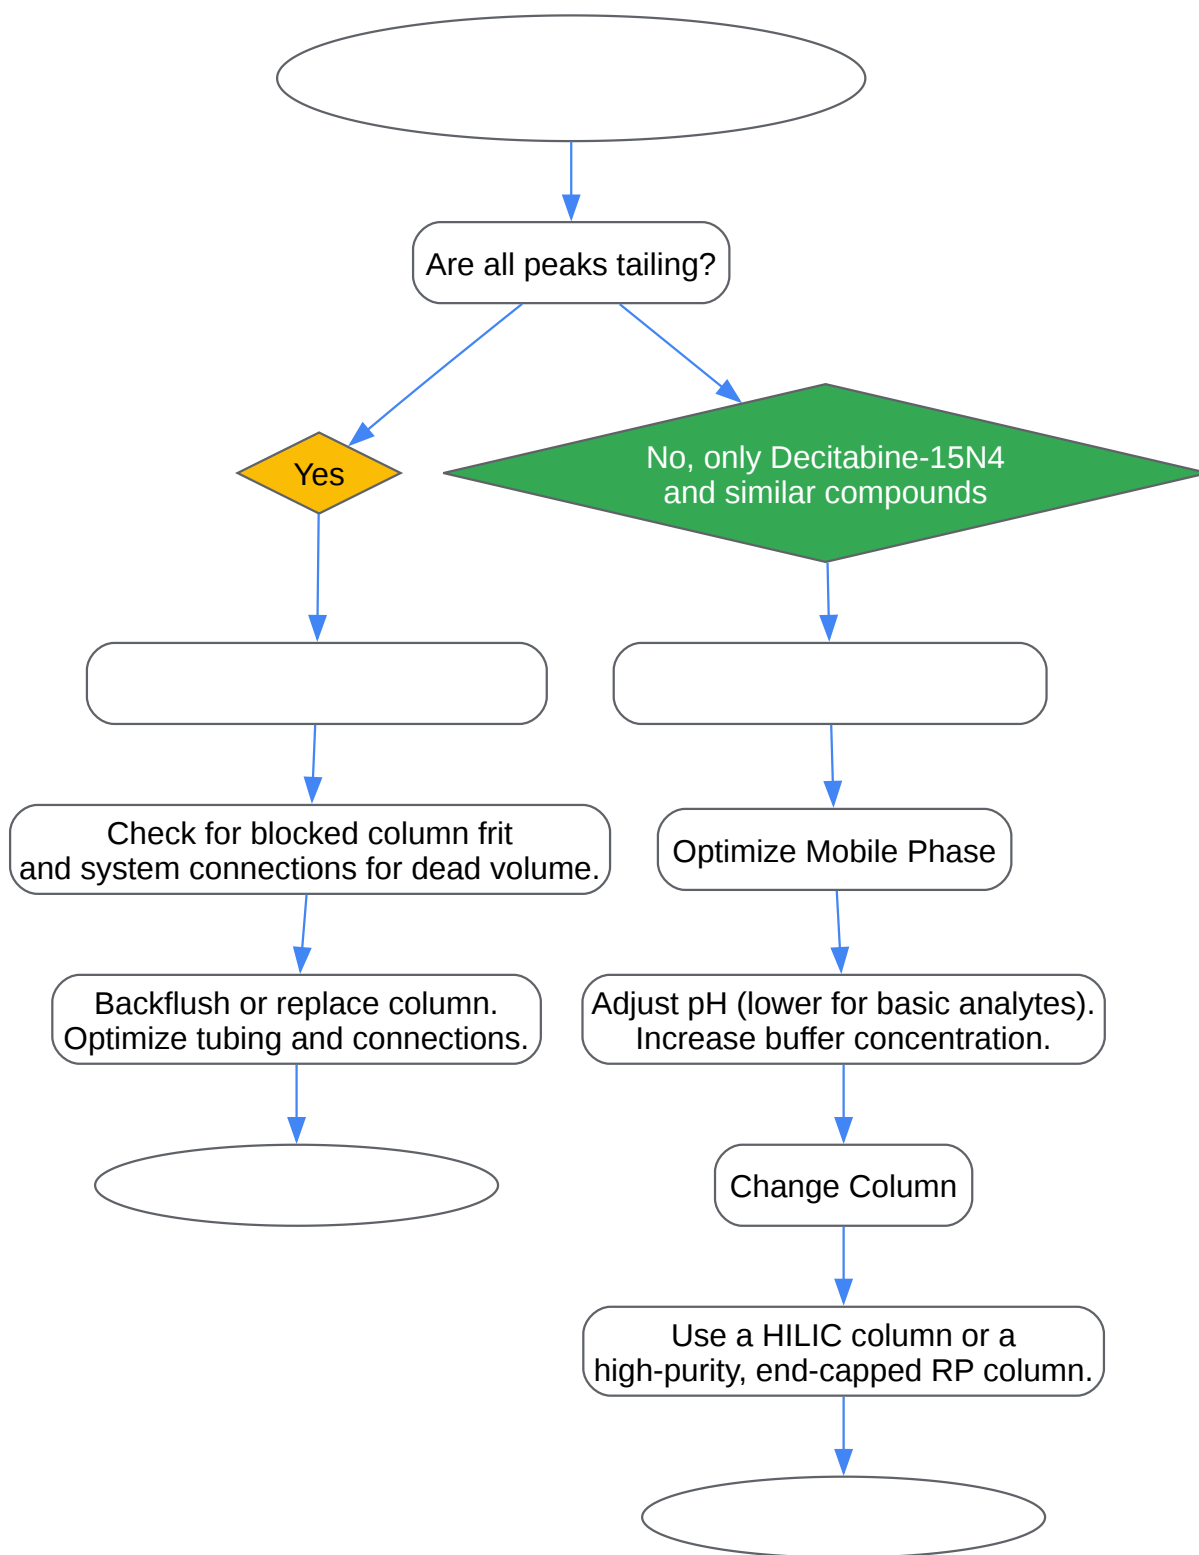 Are all peaks tailing?
Yes
No, only Decitabine-15N4
and similar compounds
Check for blocked column frit
and system connections for dead volume.
Optimize Mobile Phase
Backflush or replace column.
Optimize tubing and connections.
Adjust pH (lower for basic analytes).
Increase buffer concentration.
Change Column
Use a HILIC column or a
high-purity, end-capped RP column.